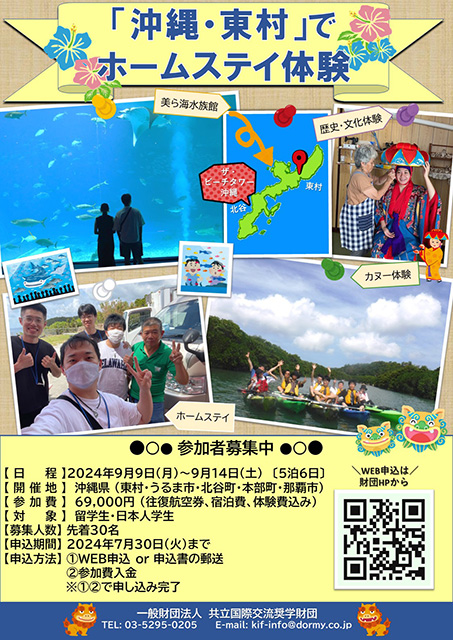 「沖縄・東村」で
ホームステイ体験
美ら海水族館
歴史・文化体験
ザ・
ビーチタワー
沖縄
北谷
東村
カヌー体験
DELAWARE
ホームステイ
●○● 参加者募集中 ●○●
【日　　程】2024年9月9日(月)～9月14日(土)〔5泊6日〕
【開 催 地】 沖縄県 (東村・うるま市・北谷町・本部町・那覇市)
【参 加 費】 69,000円 (往復航空券、宿泊費、体験費込み)
【対　　象】 留学生・日本人学生
【募集人数】 先着30名
【申込期間】 2024年7月30日(火)まで
【申込方法】 ①WEB申込 or 申込書の郵送
②参加費入金
※①②で申し込み完了
＼WEB申込は／
財団HPから
一般財団法人 共立国際交流奨学財団
TEL: 03-5295-0205 E-mail: kif-info@dormy.co.jp